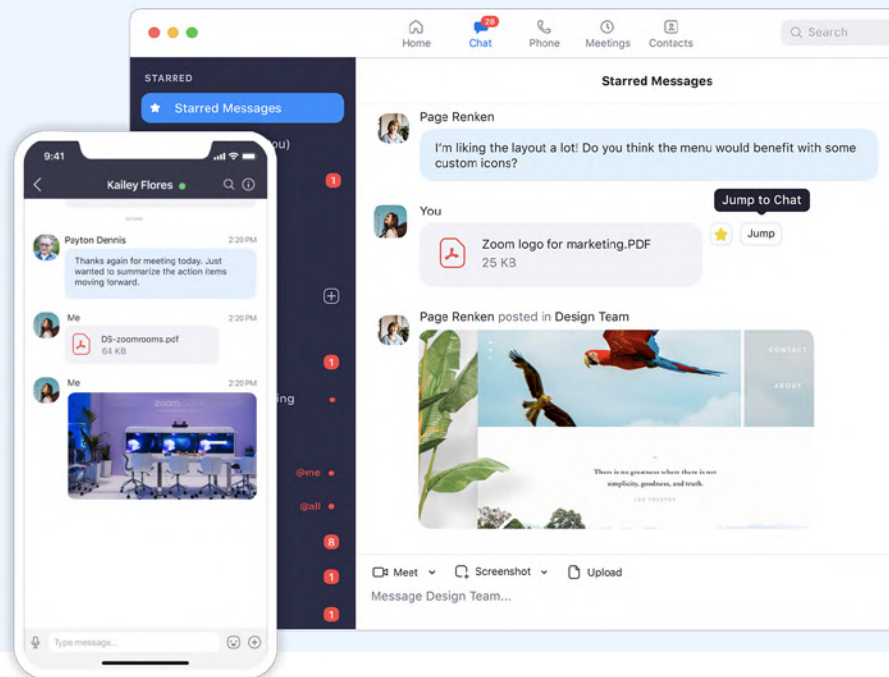 28
Home
Chat
Phone
Meetings
Contacts
Search
STARRED
Starred Messages
ou)
1
1
ing
@me
@all
8
1
1
Starred Messages
Page Renken
I'm liking the layout a lot! Do you think the menu would benefit with some
custom icons?
Jump to Chat
You
Jump
Zoom logo for marketing.PDF
25 KB
Page Renken posted in Design Team
CONTACT
ABOUT
There is no greatness where there is not
simplicity, goodness, and truth.
LEO TOLSTOY
Meet
Screenshot
Upload
Message Design Team...
9:41
Kailey Flores
Payton Dennis
2:20 PM
Thanks again for meeting today. Just
wanted to summarize the action items
moving forward.
Me
2:20 PM
DS-zoomrooms.pdf
64 KB
Me
2:20 PM
zoom
Type message...